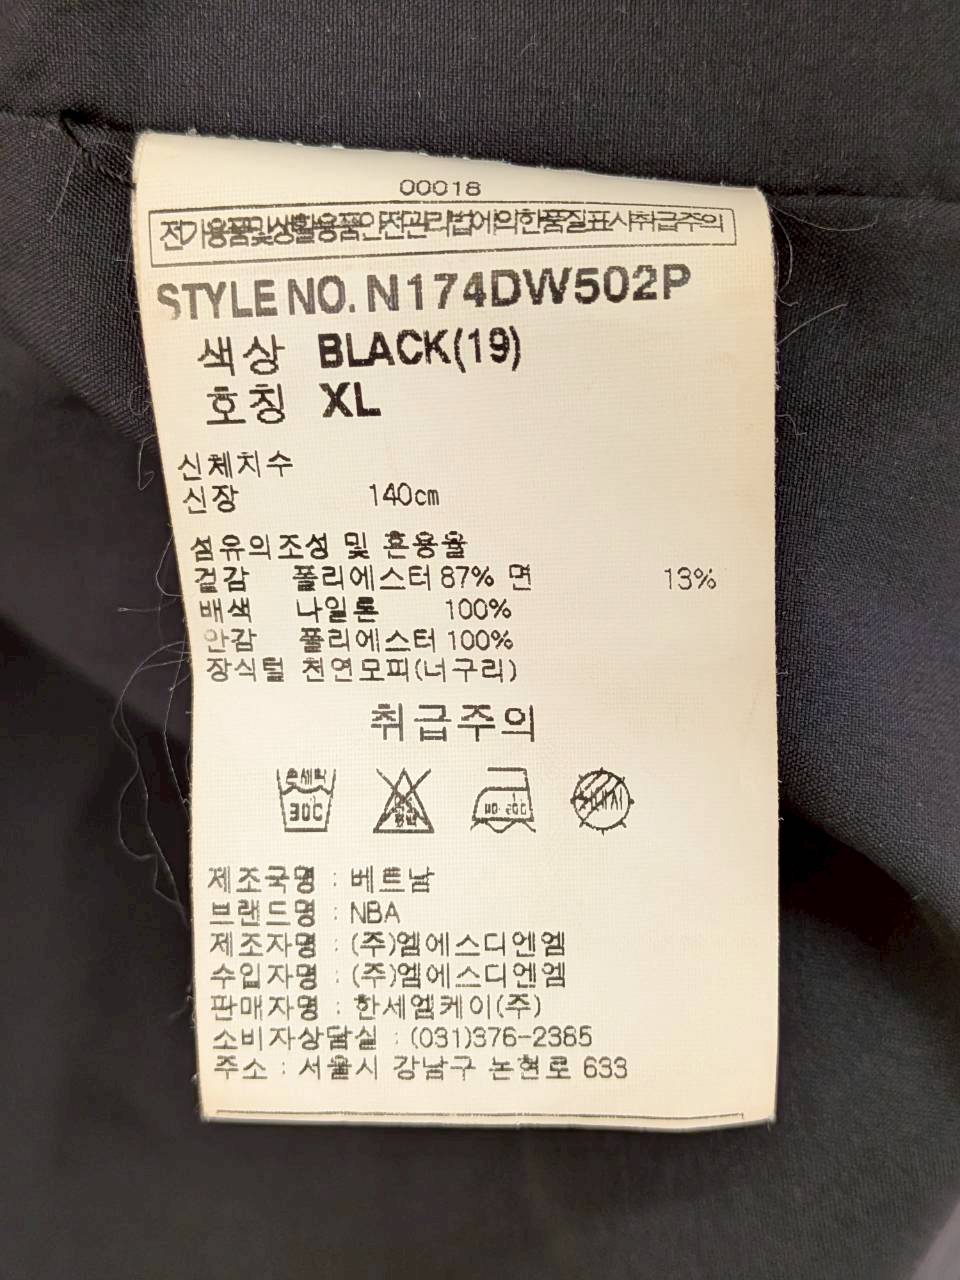 00018
전기용품및생활용품안전관리법에의한품질표시취급주의
STYLE NO. N174DW502P
색상 BLACK(19)
호칭 XL
신체치수
신장 140cm
섬유의조성 및 혼용율
겉감 폴리에스터 87% 면 13%
배색 나일론 100%
안감 폴리에스터 100%
장식털 천연모피(너구리)
취급주의
손세탁
30℃
제조국명 : 베트남
브랜드명 : NBA
제조자명 : (주)엠에스디엔엠
수입자명 : (주)엠에스디엔엠
판매자명 : 한세엠케이(주)
소비자상담실 : (031)376-2385
주소 : 서울시 강남구 논현로 633